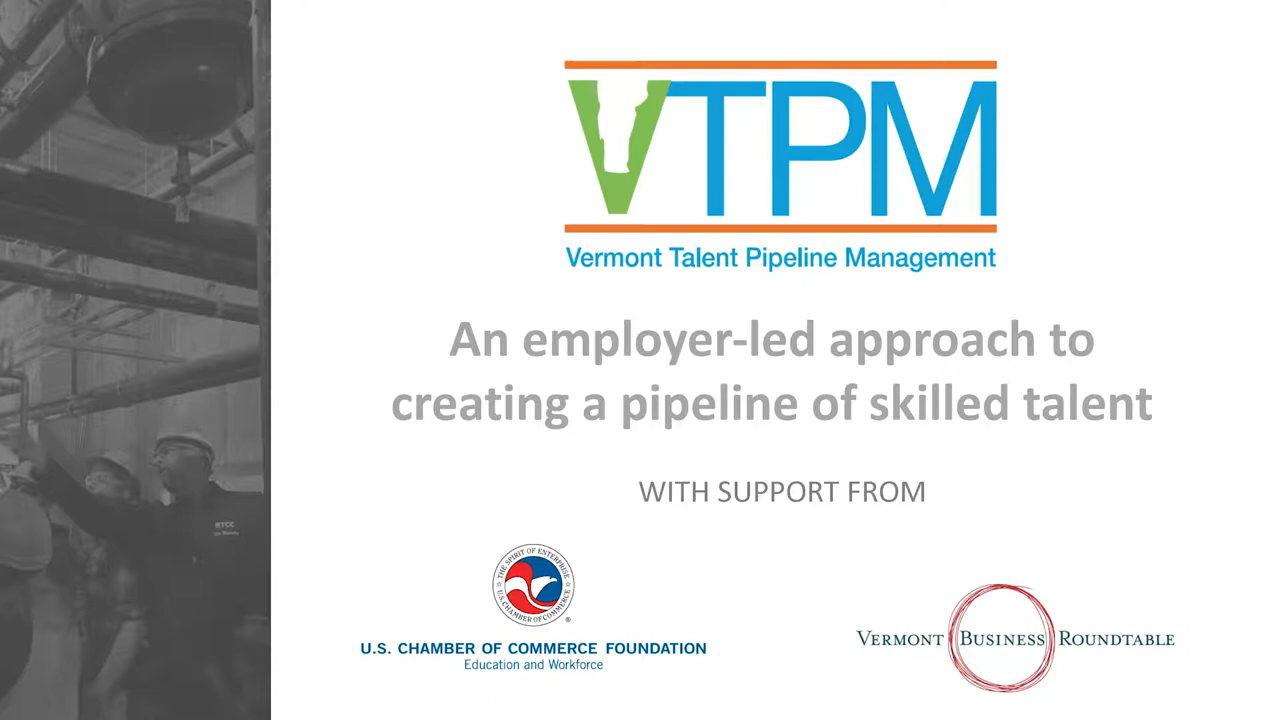 VTPM
Vermont Talent Pipeline Management
An employer-led approach to
creating a pipeline of skilled talent
WITH SUPPORT FROM
THE SPIRIT OF ENTERPRISE
U.S. CHAMBER OF COMMERCE
®
U.S. CHAMBER OF COMMERCE FOUNDATION
Education and Workforce
VERMONT BUSINESS ROUNDTABLE
RTCC